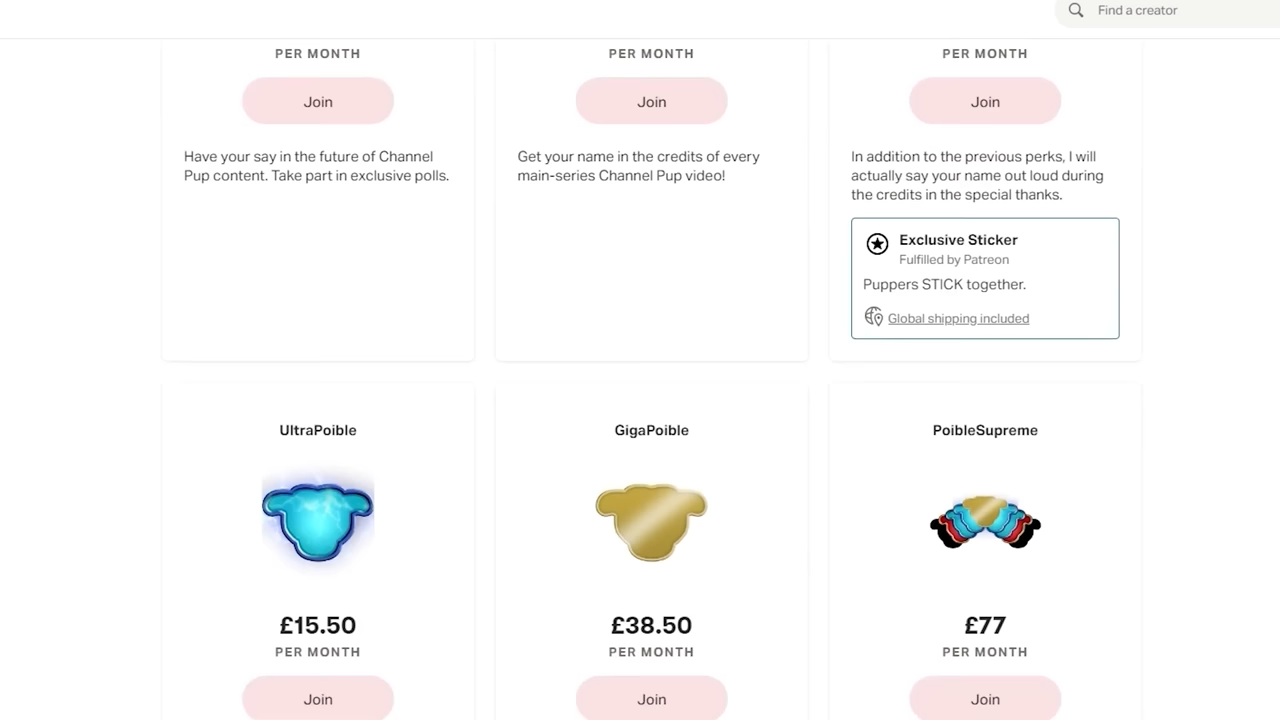 Find a creator
PER MONTH
Join
Have your say in the future of Channel
Pup content. Take part in exclusive polls.
PER MONTH
Join
Get your name in the credits of every
main-series Channel Pup video!
PER MONTH
Join
In addition to the previous perks, I will
actually say your name out loud during
the credits in the special thanks.
Exclusive Sticker
Fulfilled by Patreon
Puppers STICK together.
Global shipping included
UltraPoible
£15.50
PER MONTH
Join
GigaPoible
£38.50
PER MONTH
Join
PoibleSupreme
£77
PER MONTH
Join